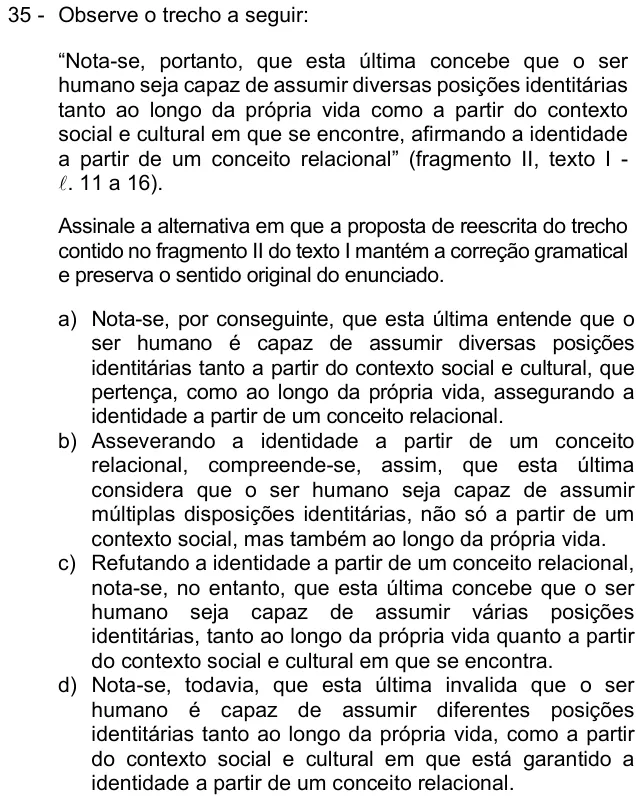 35 - Observe o trecho a seguir:
“Nota-se, portanto, que esta última concebe que o ser
humano seja capaz de assumir diversas posições identitárias
tanto ao longo da própria vida como a partir do contexto
social e cultural em que se encontre, afirmando a identidade
a partir de um conceito relacional” (fragmento II, texto I -
ℓ. 11 a 16).
Assinale a alternativa em que a proposta de reescrita do trecho
contido no fragmento II do texto I mantém a correção gramatical
e preserva o sentido original do enunciado.
a) Nota-se, por conseguinte, que esta última entende que o
ser humano é capaz de assumir diversas posições
identitárias tanto a partir do contexto social e cultural, que
pertença, como ao longo da própria vida, assegurando a
identidade a partir de um conceito relacional.
b) Asseverando a identidade a partir de um conceito
relacional, compreende-se, assim, que esta última
considera que o ser humano seja capaz de assumir
múltiplas disposições identitárias, não só a partir de um
contexto social, mas também ao longo da própria vida.
c) Refutando a identidade a partir de um conceito relacional,
nota-se, no entanto, que esta última concebe que o ser
humano seja capaz de assumir várias posições
identitárias, tanto ao longo da própria vida quanto a partir
do contexto social e cultural em que se encontra.
d) Nota-se, todavia, que esta última invalida que o ser
humano é capaz de assumir diferentes posições
identitárias tanto ao longo da própria vida, como a partir
do contexto social e cultural em que está garantido a
identidade a partir de um conceito relacional.